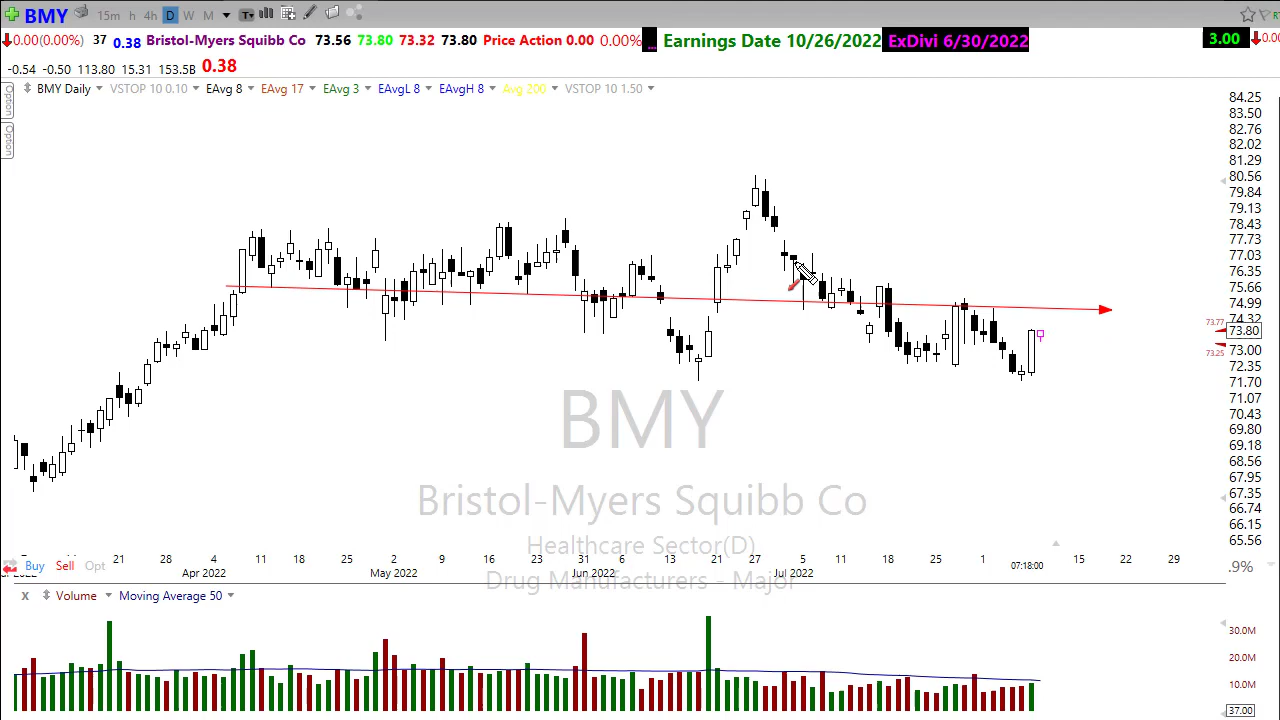 BMY 15m h 4h D W M T
0.00(0.00%) 37 0.38 Bristol-Myers Squibb Co 73.56 73.80 73.32 73.80 Price Action 0.00 0.00% ... Earnings Date 10/26/2022 ExDivi 6/30/2022 3.00
-0.54 -0.50 113.80 15.31 153.5B 0.38
Option
Option
BMY Daily VSTOP 10 0.10 EAvg 8 EAvg 17 EAvg 3 EAvgL 8 EAvgH 8 Avg 200 VSTOP 10 1.50
84.25
83.50
82.76
82.02
81.29
80.56
79.84
79.13
78.43
77.73
77.03
76.35
75.66
74.99
74.32
73.77
73.80
73.25
73.00
72.35
71.70
71.07
70.43
69.80
69.18
68.56
67.95
67.35
66.74
66.15
65.56
BMY
Bristol-Myers Squibb Co
Healthcare Sector(D)
Drug Manufacturers - Major
21 28 4 11 18 25 2 9 16 23 31 6 13 21 27 5 11 18 25 1 15 22 29
07:18:00
Buy Sell Opt
.9%
Apr 2022 May 2022 Jun 2022 Jul 2022
x Volume Moving Average 50
30.0M
20.0M
10.0M
37.00